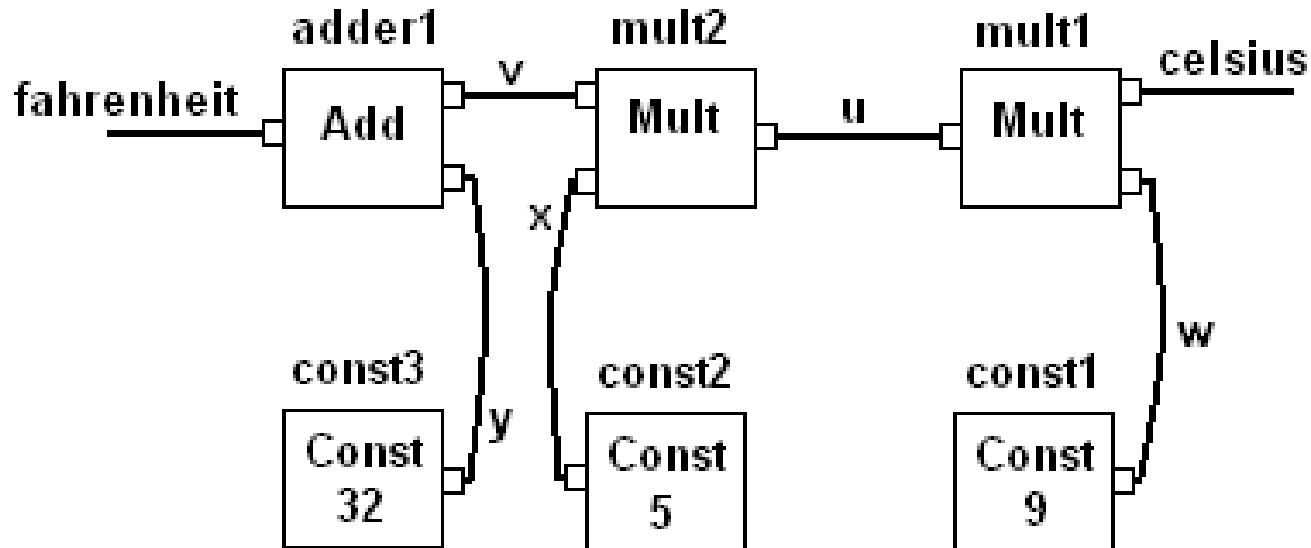 adder1
mult2
mult1
fahrenheit
v
celsius
Add
Mult
u
Mult
x
w
const3
const2
const1
y
Const
32
Const
5
Const
9